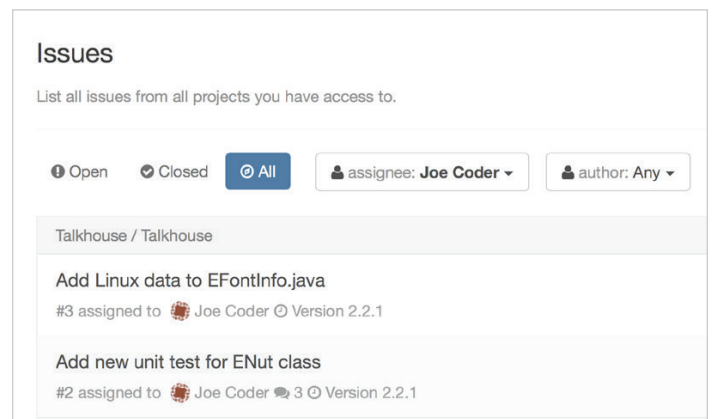 Issues
List all issues from all projects you have access to.
Open Closed All assignee: Joe Coder author: Any
Talkhouse / Talkhouse
Add Linux data to EFontInfo.java
#3 assigned to Joe Coder Version 2.2.1
Add new unit test for ENut class
#2 assigned to Joe Coder 3 Version 2.2.1